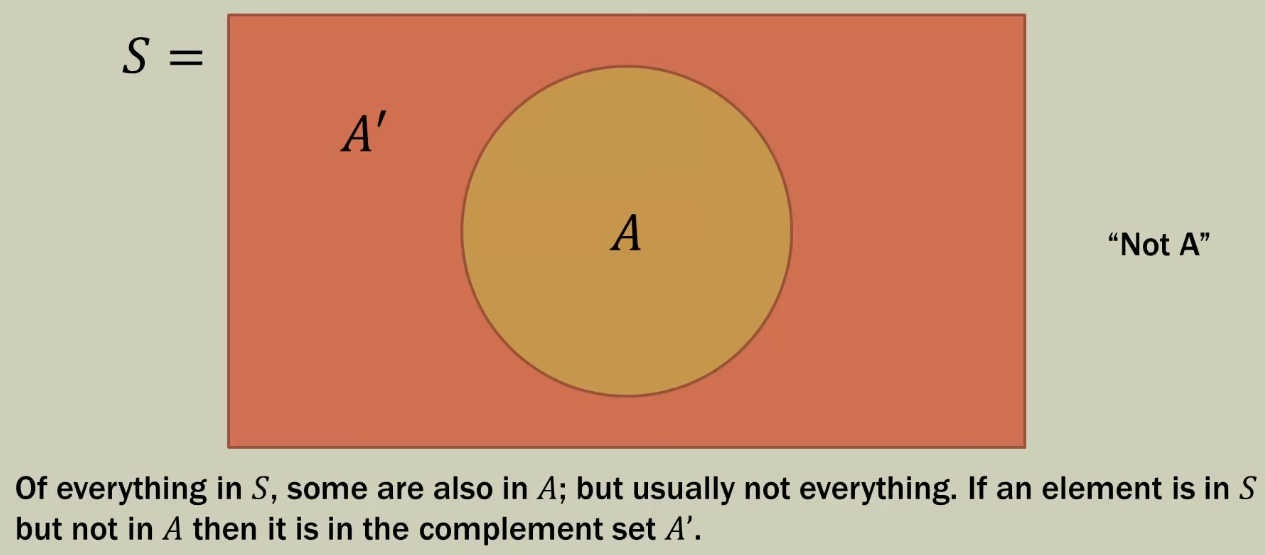 S =
A′
A
“Not A”
Of everything in S, some are also in A; but usually not everything. If an element is in S
but not in A then it is in the complement set A’.